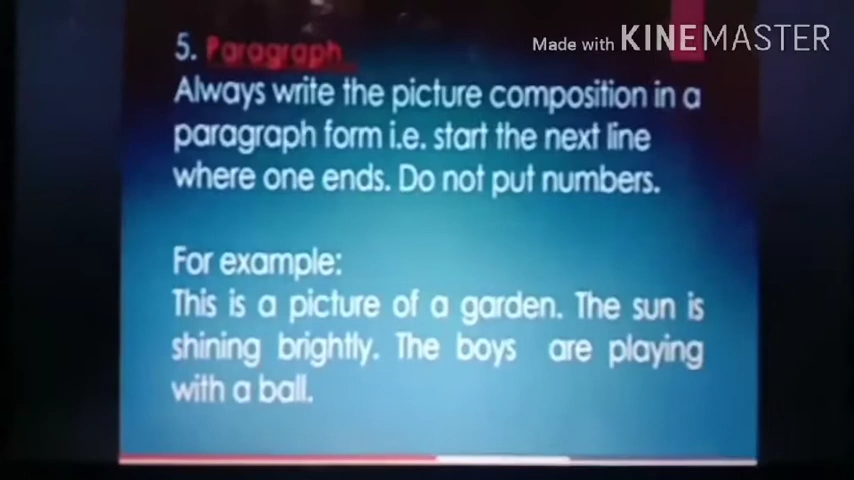 Made with KINEMASTER
5. Paragraph
Always write the picture composition in a
paragraph form i.e. start the next line
where one ends. Do not put numbers.
For example:
This is a picture of a garden. The sun is
shining brightly. The boys are playing
with a ball.